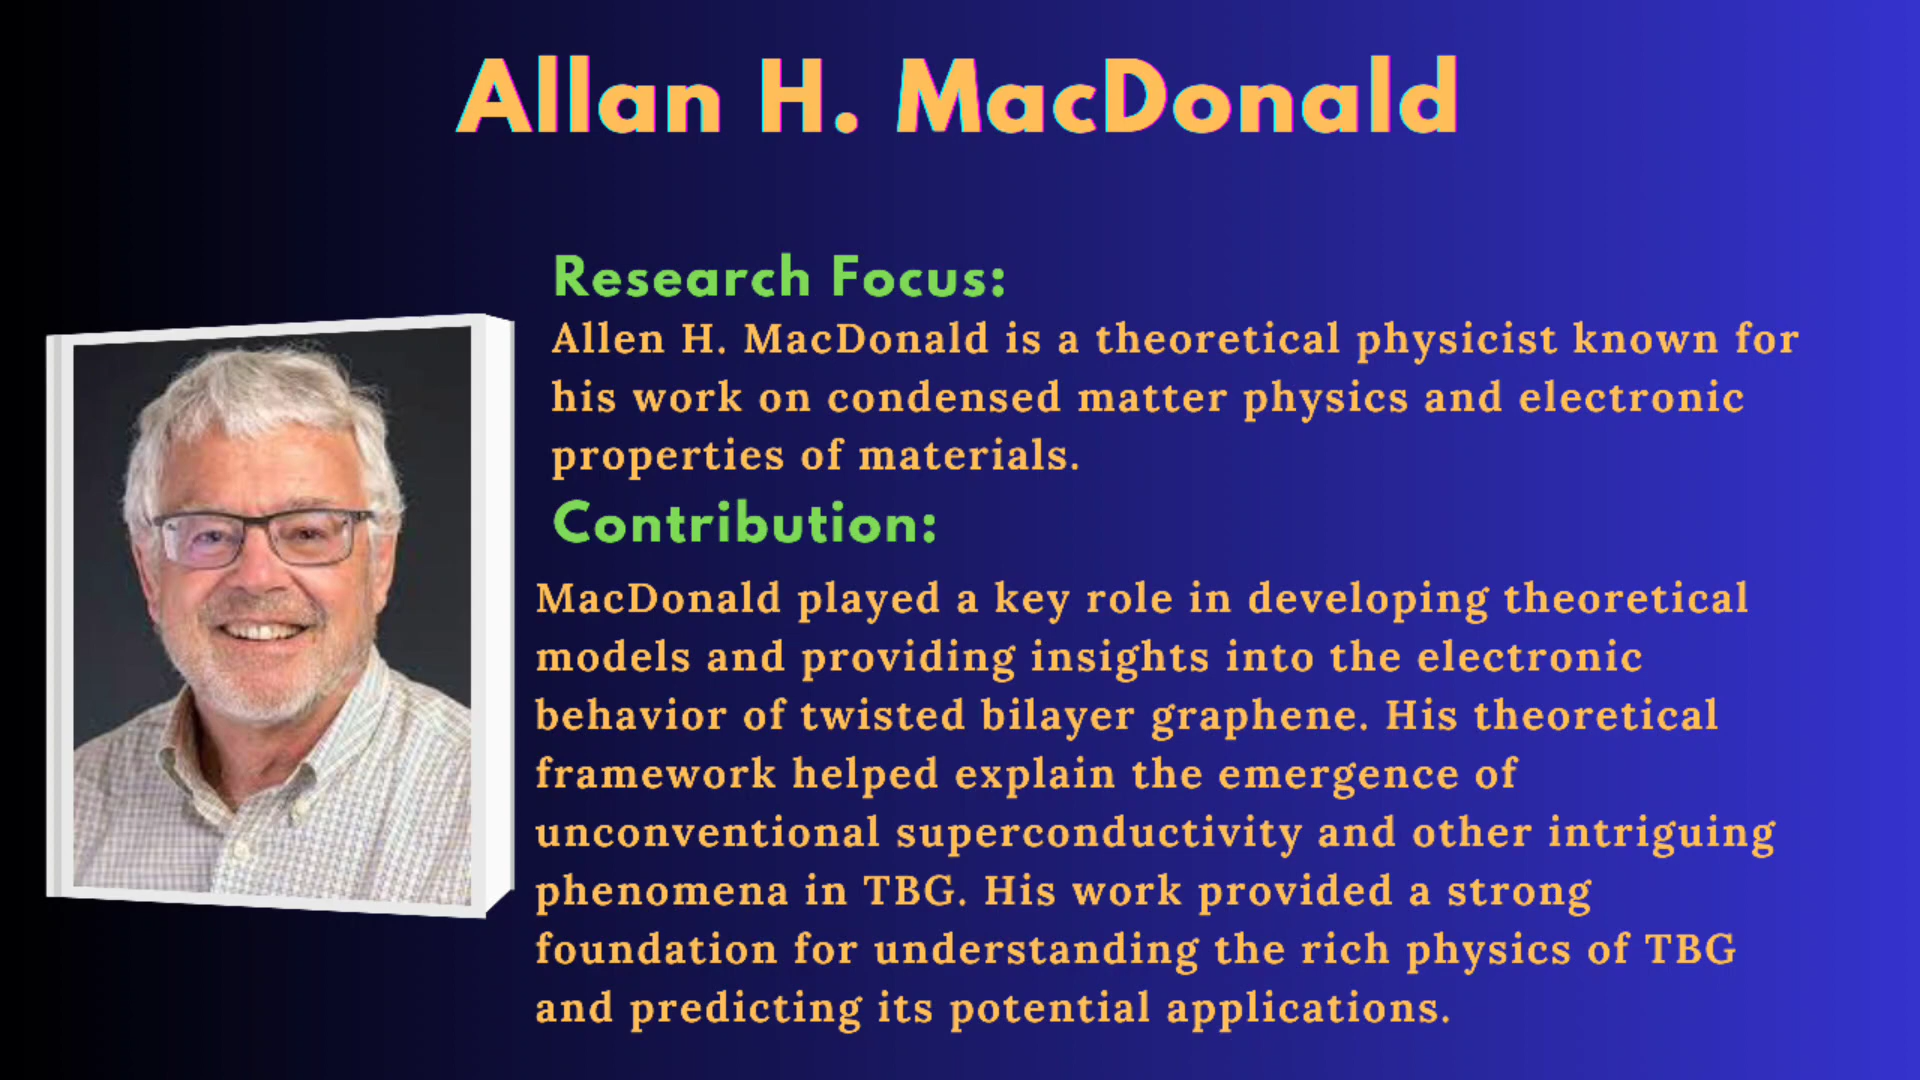 Allan H. MacDonald
Research Focus:
Allen H. MacDonald is a theoretical physicist known for
his work on condensed matter physics and electronic
properties of materials.
Contribution:
MacDonald played a key role in developing theoretical
models and providing insights into the electronic
behavior of twisted bilayer graphene. His theoretical
framework helped explain the emergence of
unconventional superconductivity and other intriguing
phenomena in TBG. His work provided a strong
foundation for understanding the rich physics of TBG
and predicting its potential applications.